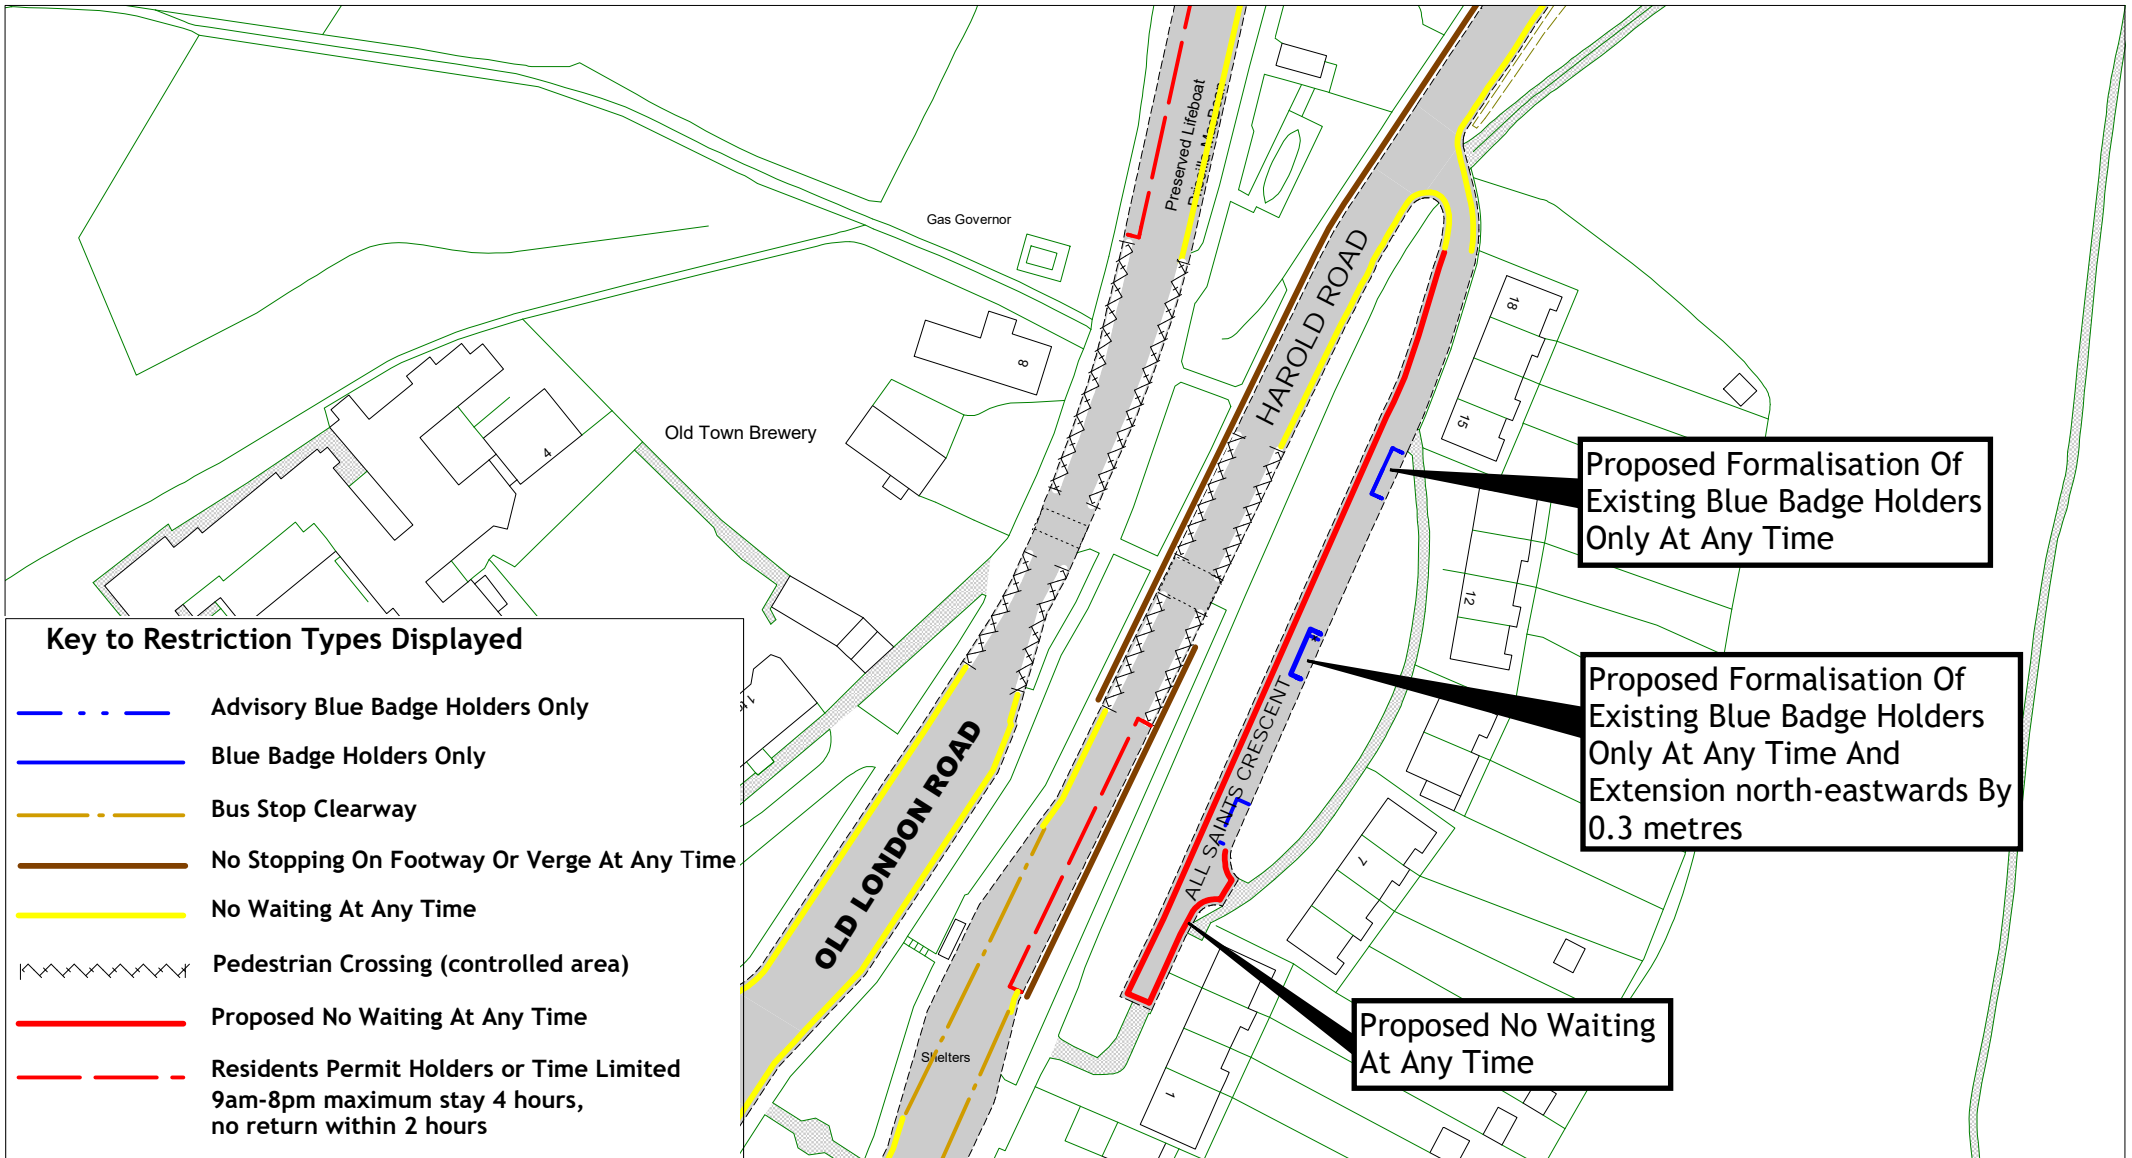 Preserved Lifeboat
Gas Governor
HAROLD ROAD
18
8
15
Old Town Brewery
4
Proposed Formalisation Of
Existing Blue Badge Holders
Only At Any Time
12
Key to Restriction Types Displayed
Advisory Blue Badge Holders Only
Blue Badge Holders Only
Bus Stop Clearway
No Stopping On Footway Or Verge At Any Time
No Waiting At Any Time
Pedestrian Crossing (controlled area)
Proposed No Waiting At Any Time
Residents Permit Holders or Time Limited
9am-8pm maximum stay 4 hours,
no return within 2 hours
OLD LONDON ROAD
ALL SAINTS CRESCENT
Proposed Formalisation Of
Existing Blue Badge Holders
Only At Any Time And
Extension north-eastwards By
0.3 metres
7
Proposed No Waiting
At Any Time
Shelters
1